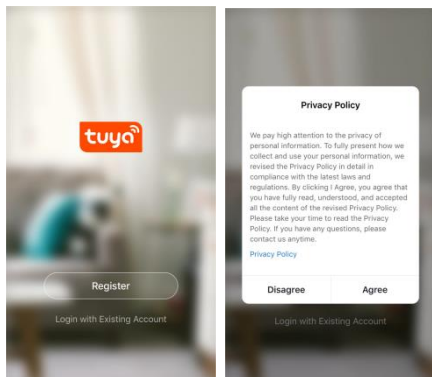 tuya
Register
Login with Existing Account
Privacy Policy
We pay high attention to the privacy of
personal information. To fully present how we
collect and use your personal information, we
revised the Privacy Policy in detail in
compliance with the latest laws and
regulations. By clicking I Agree, you agree that
you have fully read, understood, and accepted
all the content of the revised Privacy Policy.
Please take your time to read the Privacy
Policy. If you have any questions, please
contact us anytime.
Privacy Policy
Disagree Agree
Login with Existing Account